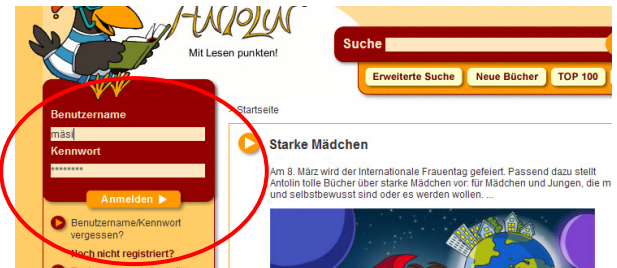 Antolin
Mit Lesen punkten!
Suche
Erweiterte Suche
Neue Bücher
TOP 100
Benutzername
mäsi
Kennwort
********
Anmelden
Benutzername/Kennwort
vergessen?
Noch nicht registriert?
Startseite
Starke Mädchen
Am 8. März wird der Internationale Frauentag gefeiert. Passend dazu stellt
Antolin tolle Bücher über starke Mädchen vor: für Mädchen und Jungen, die m
und selbstbewusst sind oder es werden wollen. ...